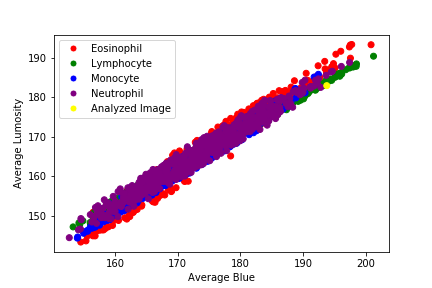 Eosinophil
Lymphocyte
Monocyte
Neutrophil
Analyzed Image
190
180
170
160
150
Average Lumosity
160 170 180 190 200
Average Blue